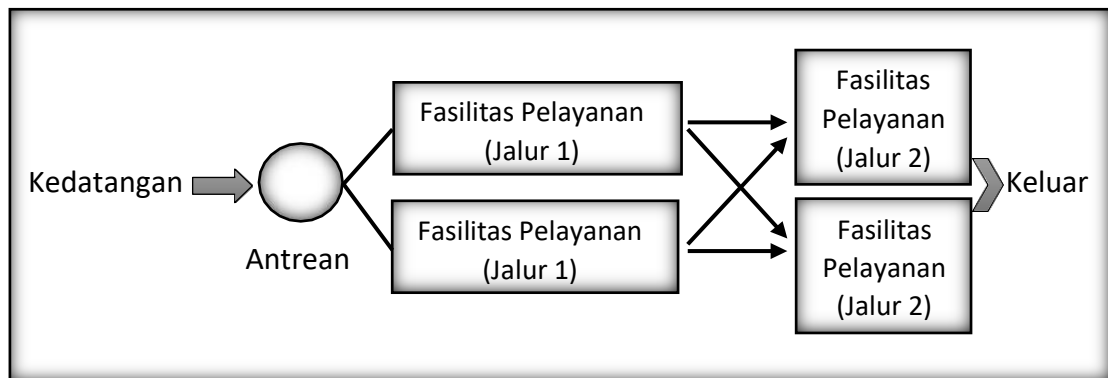 Kedatangan
Antrean
Fasilitas Pelayanan
(Jalur 1)
Fasilitas Pelayanan
(Jalur 1)
Fasilitas
Pelayanan
(Jalur 2)
Fasilitas
Pelayanan
(Jalur 2)
Keluar